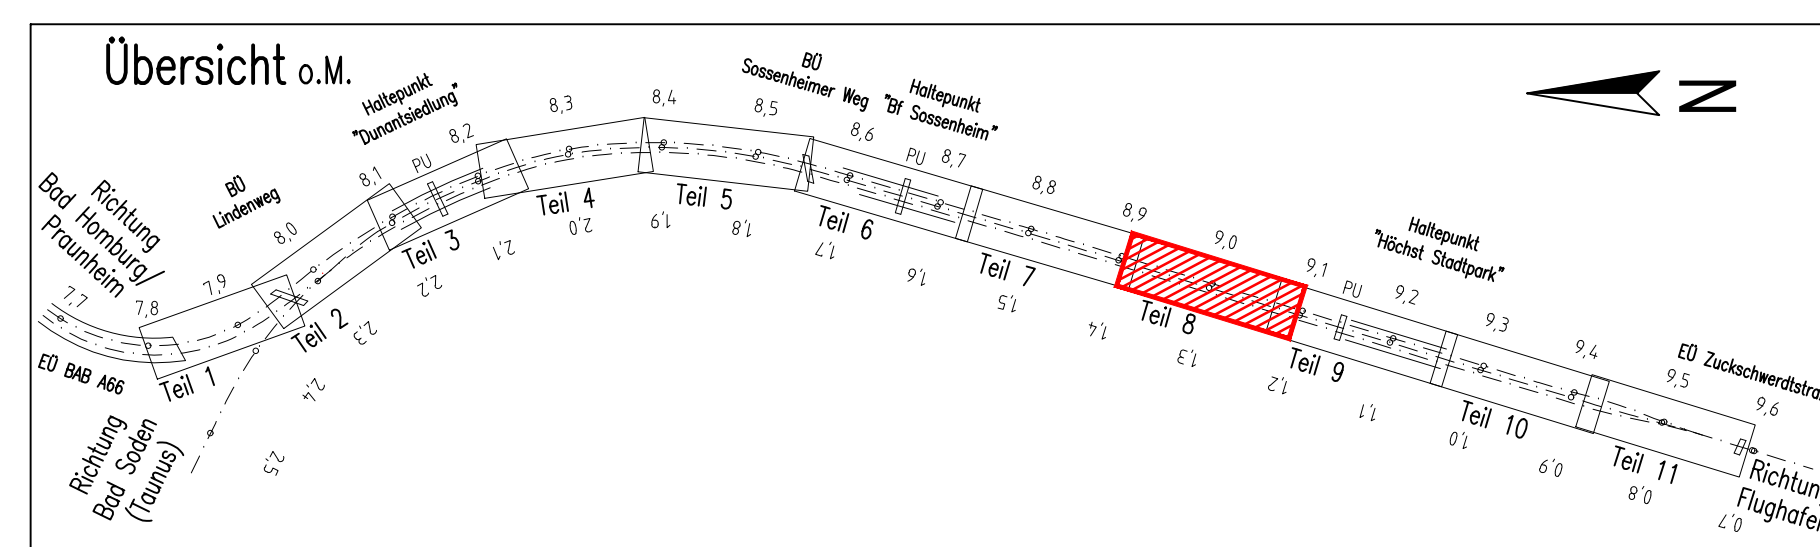 Übersicht o.M.
N
Richtung
Bad Homburg/
Praunheim
EÜ BAB A66
Richtung
Bad Soden
(Taunus)
BÜ
Lindenweg
Haltepunkt
"Dunantsiedlung"
PU
BÜ
Sossenheimer Weg
Haltepunkt
"Bf Sossenheim"
PU
Haltepunkt
"Höchst Stadtpark"
PU
EÜ Zuckschwerdtstra
Richtun
Flughafe
7,7
7,8
7,9
8,0
8,1
8,2
8,3
8,4
8,5
8,6
8,7
8,8
8,9
9,0
9,1
9,2
9,3
9,4
9,5
9,6
Teil 1
Teil 2
Teil 3
Teil 4
Teil 5
Teil 6
Teil 7
Teil 8
Teil 9
Teil 10
Teil 11
2,5
2,4
2,3
2,2
2,1
2,0
1,9
1,8
1,7
1,6
1,5
1,4
1,3
1,2
1,1
1,0
0,9
0,8
0,7